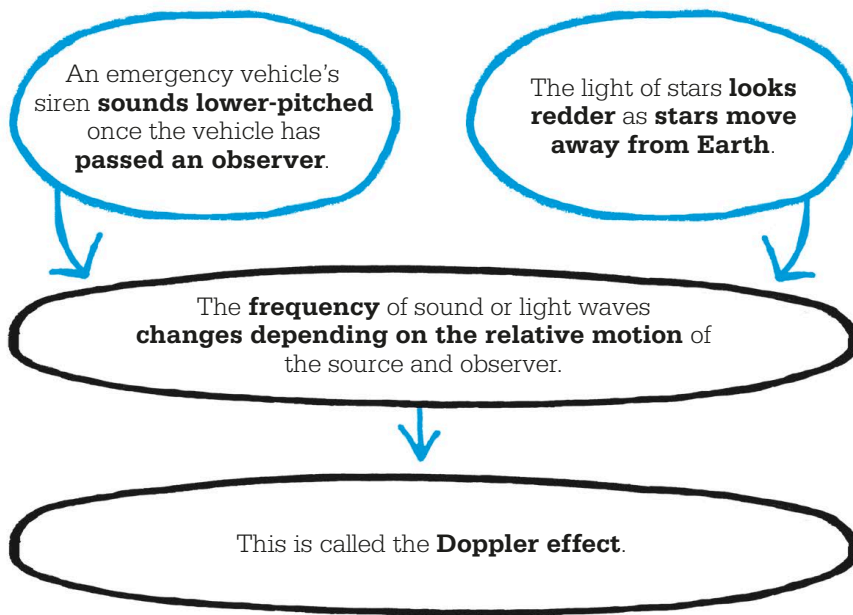 An emergency vehicle’s
siren sounds lower-pitched
once the vehicle has
passed an observer.
The light of stars looks
redder as stars move
away from Earth.
The frequency of sound or light waves
changes depending on the relative motion of
the source and observer.
This is called the Doppler effect.